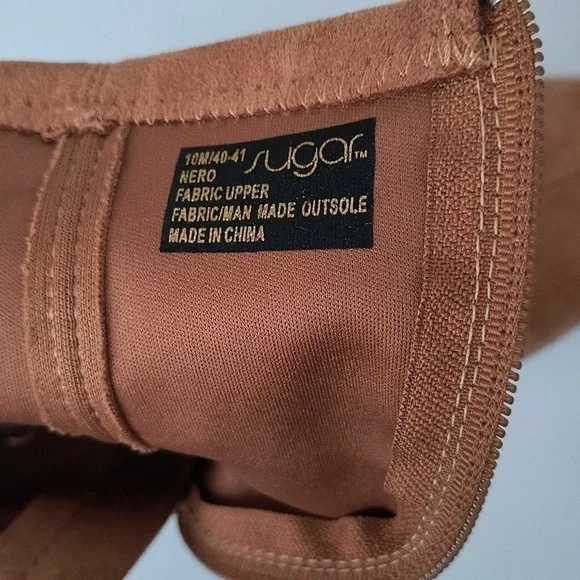 10M/40-41 sugar™
NERO
FABRIC UPPER
FABRIC/MAN MADE OUTSOLE
MADE IN CHINA